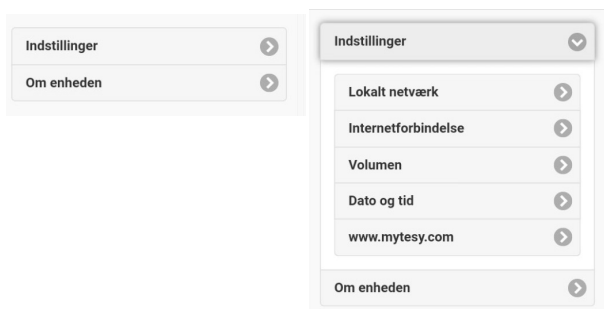 Indstillinger
Om enheden
Indstillinger
Lokalt netværk
Internetforbindelse
Volumen
Dato og tid
www.mytesy.com
Om enheden